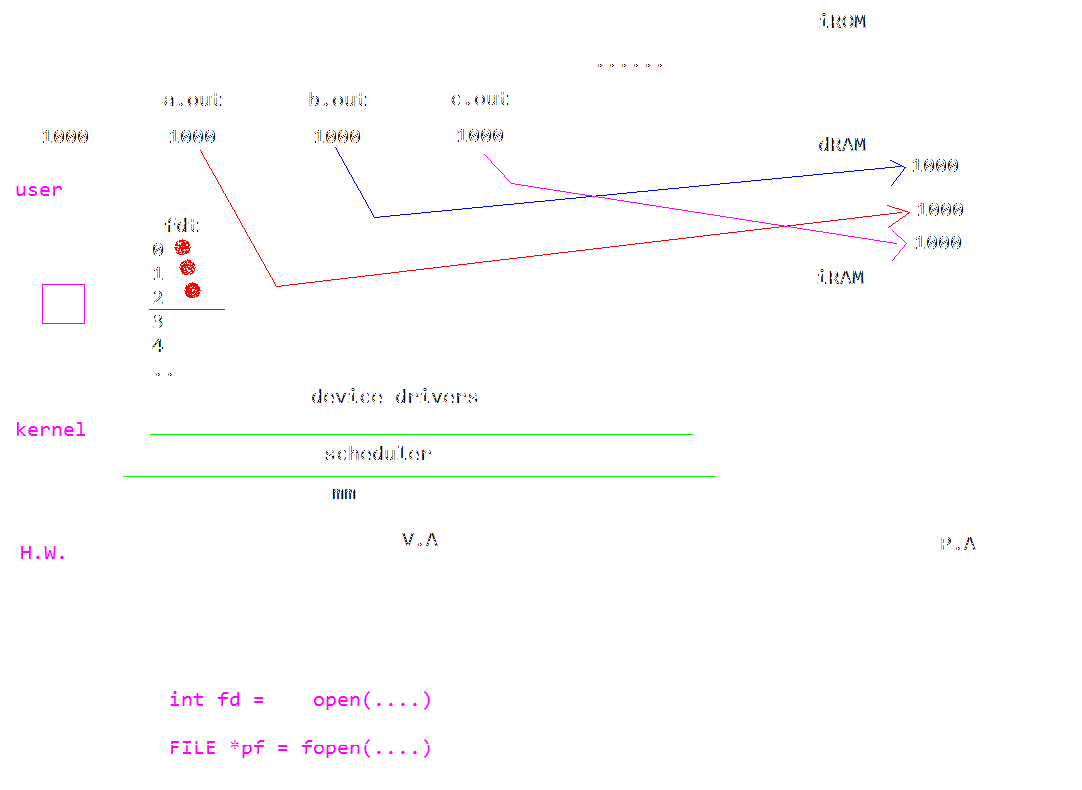 iROM
......
a.out b.out c.out
1000 1000 1000 1000
dRAM
1000
user
1000
fdt
0
1000
1
iRAM
2
3
4
..
device drivers
kernel
scheduler
mm
V.A
P.A
H.W.
int fd = open(....)
FILE *pf = fopen(....)